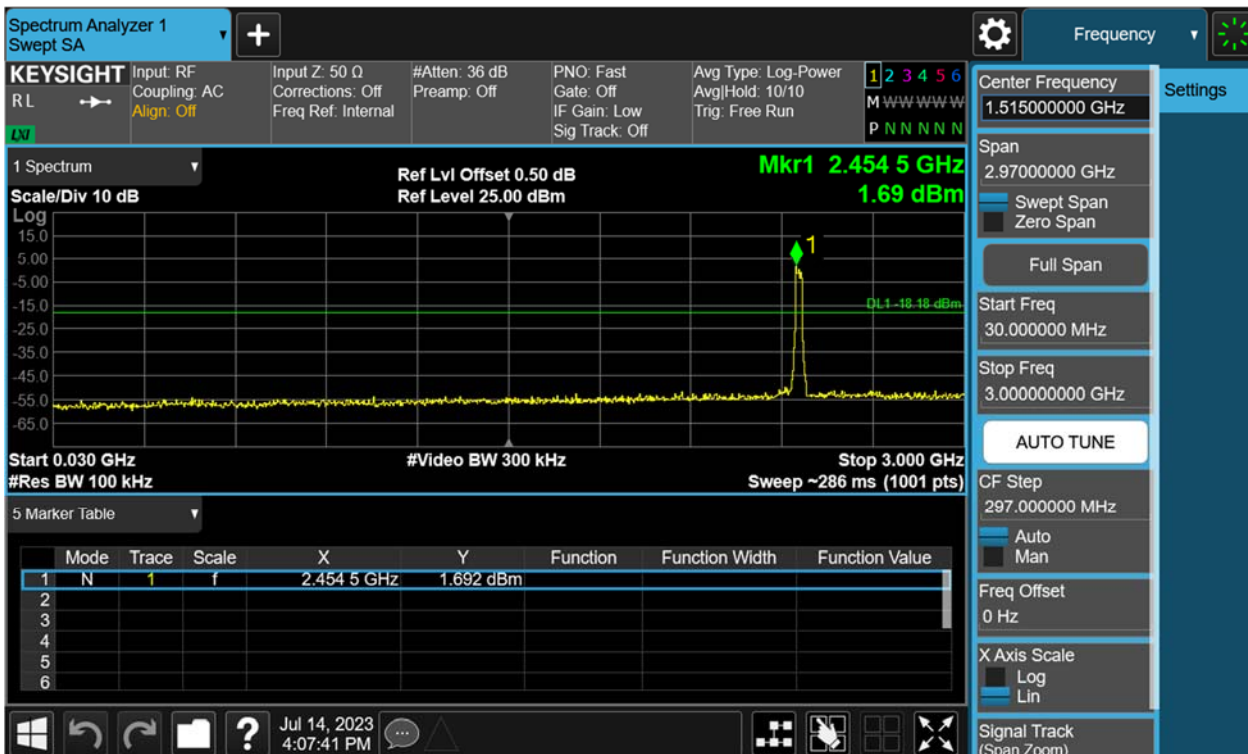 Spectrum Analyzer 1
Swept SA
Frequency
KEYSIGHT
R L
LXI
Input: RF
Coupling: AC
Align: Off
Input Z: 50 Ω
Corrections: Off
Freq Ref: Internal
#Atten: 36 dB
Preamp: Off
PNO: Fast
Gate: Off
IF Gain: Low
Sig Track: Off
Avg Type: Log-Power
Avg|Hold: 10/10
Trig: Free Run
1 2 3 4 5 6
M W W W W W
P N N N N N
1 Spectrum
Scale/Div 10 dB
Ref Lvl Offset 0.50 dB
Ref Level 25.00 dBm
Mkr1 2.454 5 GHz
1.69 dBm
Log
15.0
5.00
-5.00
-15.0
-25.0
-35.0
-45.0
-55.0
-65.0
1
DL1 -18.18 dBm
Start 0.030 GHz
#Res BW 100 kHz
#Video BW 300 kHz
Stop 3.000 GHz
Sweep ~286 ms (1001 pts)
5 Marker Table
Mode Trace Scale X Y Function Function Width Function Value
1 N 1 f 2.454 5 GHz 1.692 dBm
2
3
4
5
6
Jul 14, 2023
4:07:41 PM
Center Frequency
1.515000000 GHz
Settings
Span
2.97000000 GHz
Swept Span
Zero Span
Full Span
Start Freq
30.000000 MHz
Stop Freq
3.000000000 GHz
AUTO TUNE
CF Step
297.000000 MHz
Auto
Man
Freq Offset
0 Hz
X Axis Scale
Log
Lin
Signal Track
(Span Zoom)